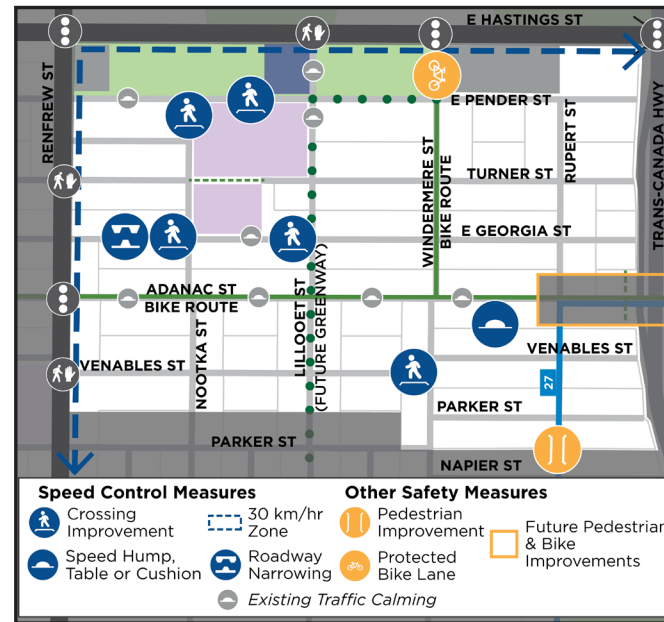 E HASTINGS ST
RENFREW ST
E PENDER ST
RUPERT ST
TRANS-CANADA HWY
TURNER ST
WINDERMERE ST
BIKE ROUTE
E GEORGIA ST
ADANAC ST
BIKE ROUTE
LILLOOET ST
(FUTURE GREENWAY)
NOOTKA ST
VENABLES ST
VENABLES ST
27
PARKER ST
PARKER ST
NAPIER ST
Speed Control Measures
Crossing
Improvement
30 km/hr
Zone
Speed Hump,
Table or Cushion
Roadway
Narrowing
Existing Traffic Calming
Other Safety Measures
Pedestrian
Improvement
Protected
Bike Lane
Future Pedestrian
& Bike
Improvements